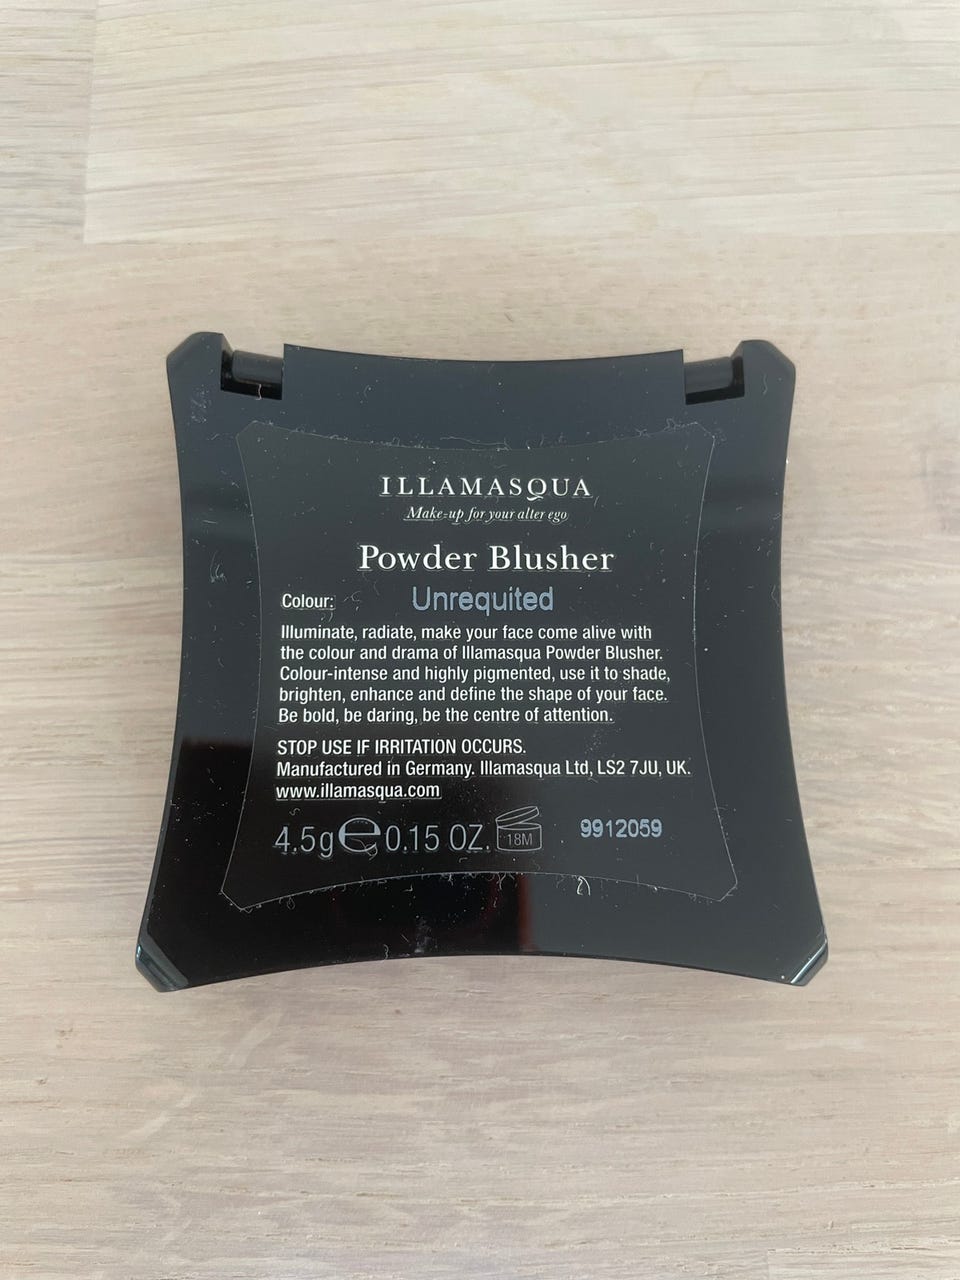 ILLAMASQUA
Make-up for your alter ego
Powder Blusher
Colour: Unrequited
Illuminate, radiate, make your face come alive with
the colour and drama of Illamasqua Powder Blusher.
Colour-intense and highly pigmented, use it to shade,
brighten, enhance and define the shape of your face.
Be bold, be daring, be the centre of attention.
STOP USE IF IRRITATION OCCURS.
Manufactured in Germany. Illamasqua Ltd, LS2 7JU, UK.
www.illamasqua.com
4.5g ℮ 0.15 OZ. 18M 9912059